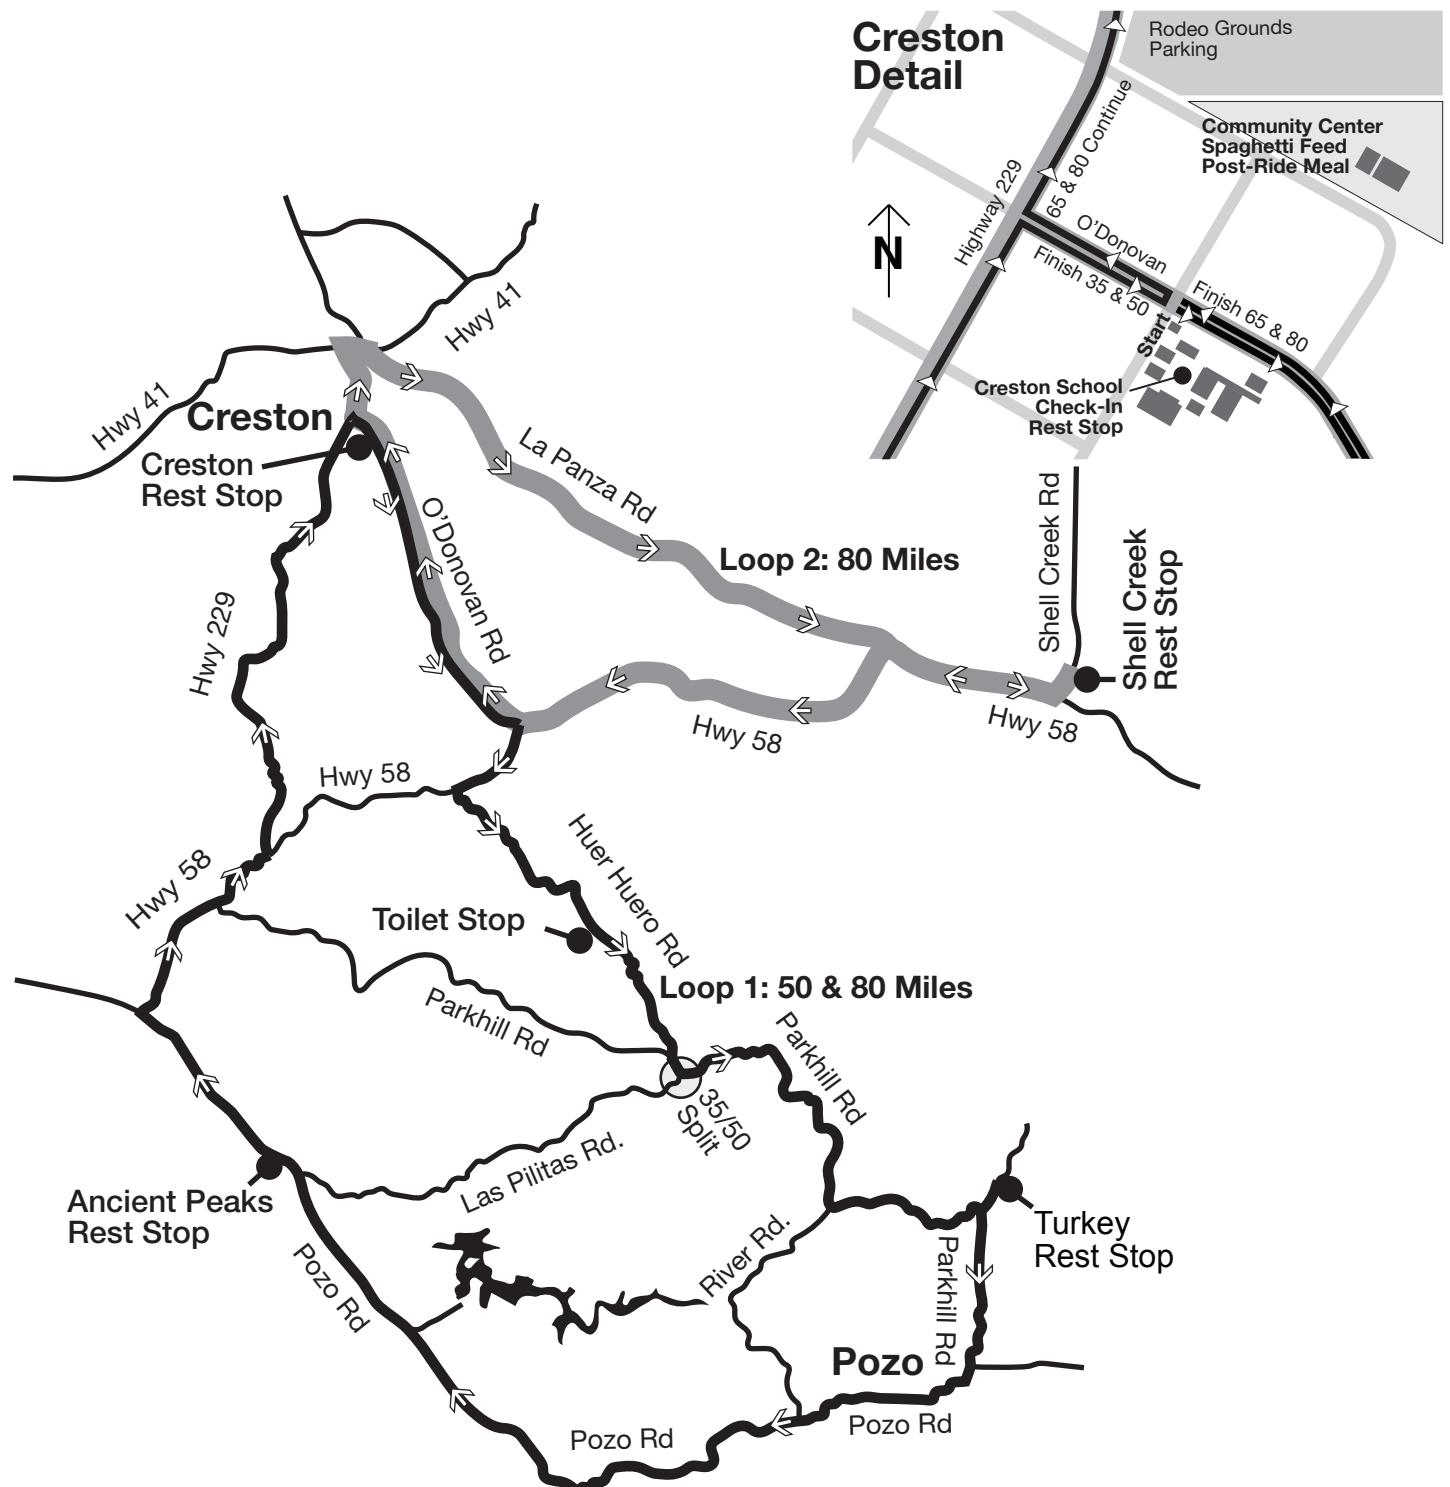 Creston
Detail
Rodeo Grounds
Parking
Community Center
Spaghetti Feed
Post-Ride Meal
65 & 80 Continue
Highway 229
N
O'Donovan
Finish 35 & 50
Finish 65 & 80
Start
Creston School
Check-In
Rest Stop
Hwy 41
Hwy 41
Creston
Creston
Rest Stop
La Panza Rd
O'Donovan Rd
Loop 2: 80 Miles
Shell Creek Rd
Shell Creek
Rest Stop
Hwy 229
Hwy 58
Hwy 58
Hwy 58
Hwy 58
Huer Huero Rd
Toilet Stop
Loop 1: 50 & 80 Miles
Parkhill Rd
Parkhill Rd
35/50
Split
Las Pilitas Rd.
Ancient Peaks
Rest Stop
Turkey
Rest Stop
River Rd.
Parkhill Rd
Pozo Rd
Pozo
Pozo Rd
Pozo Rd